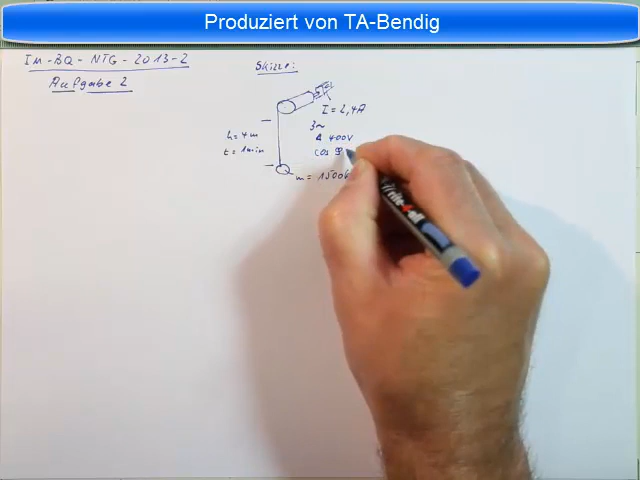 Produziert von TA-Bendig
IM-BQ-NTG-2013-2
Aufgabe 2
Skizze:
I = 2,4A
3~
Δ 400V
h = 4m
t = 1min
cos φ
m = 1500k